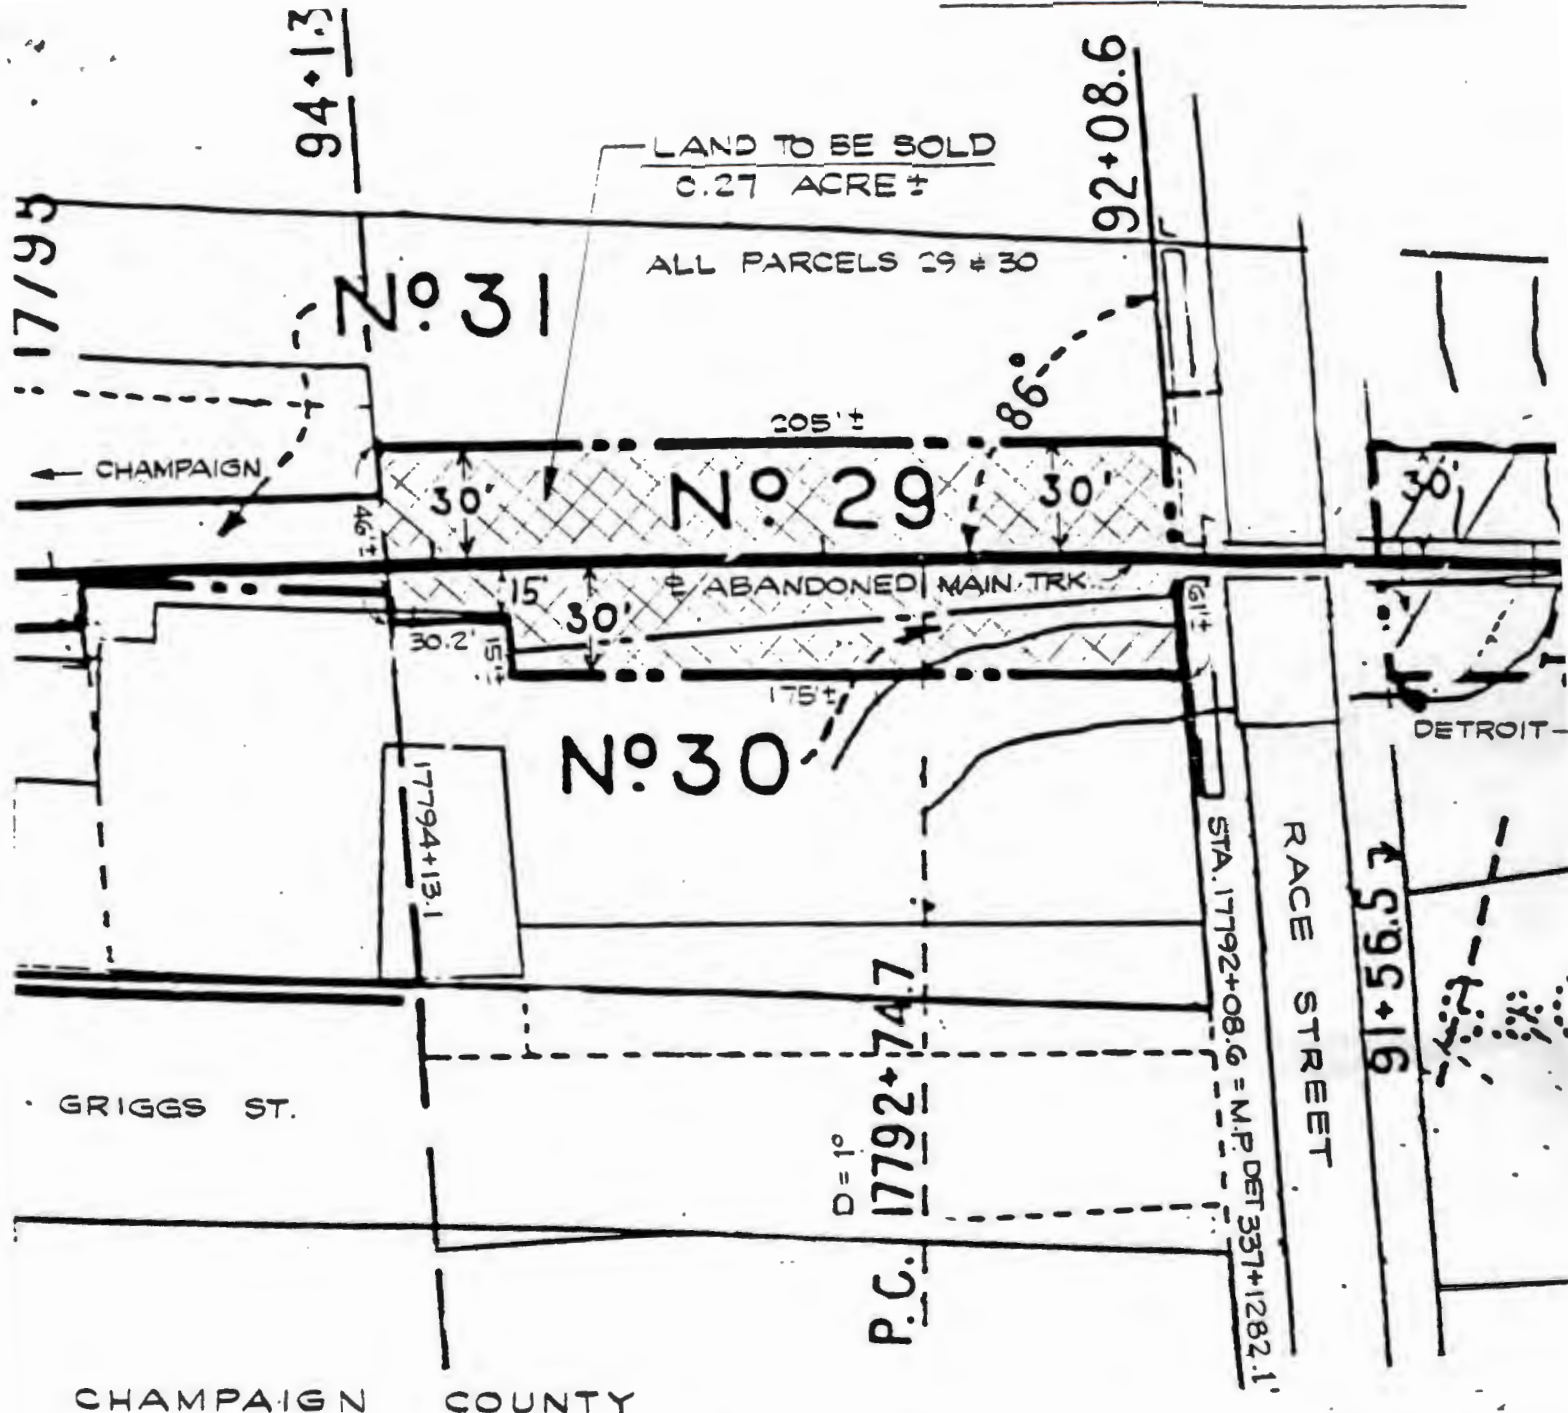 94+13
92+08.6
17/95
LAND TO BE SOLD
0.27 ACRE ±
ALL PARCELS 29 & 30
No. 31
86°
205'±
CHAMPAIGN
30'
No. 29
30'
30'
46'±
15'
30'
℄ ABANDONED MAIN TRK.
61'±
30.2'
15'±
175'±
No. 30
DETROIT
17794+13.1
STA. 17792+08.6 = M.P. DET 337+1282.1'
RACE STREET
91+56.5
P.C. 17792+74.7
D=1°
GRIGGS ST.
CHAMPAIGN COUNTY